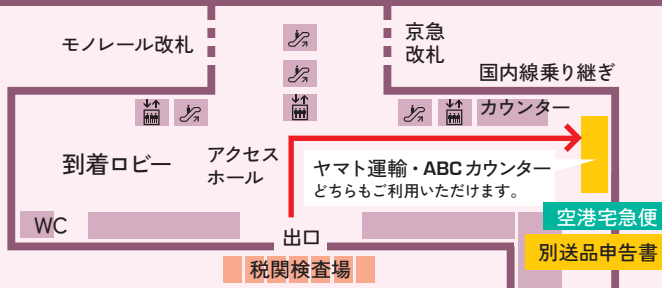 モノレール改札
京急
改札
国内線乗り継ぎ
カウンター
到着ロビー
アクセス
ホール
ヤマト運輸・ABCカウンター
どちらもご利用いただけます。
WC
出口
空港宅急便
別送品申告書
税関検査場